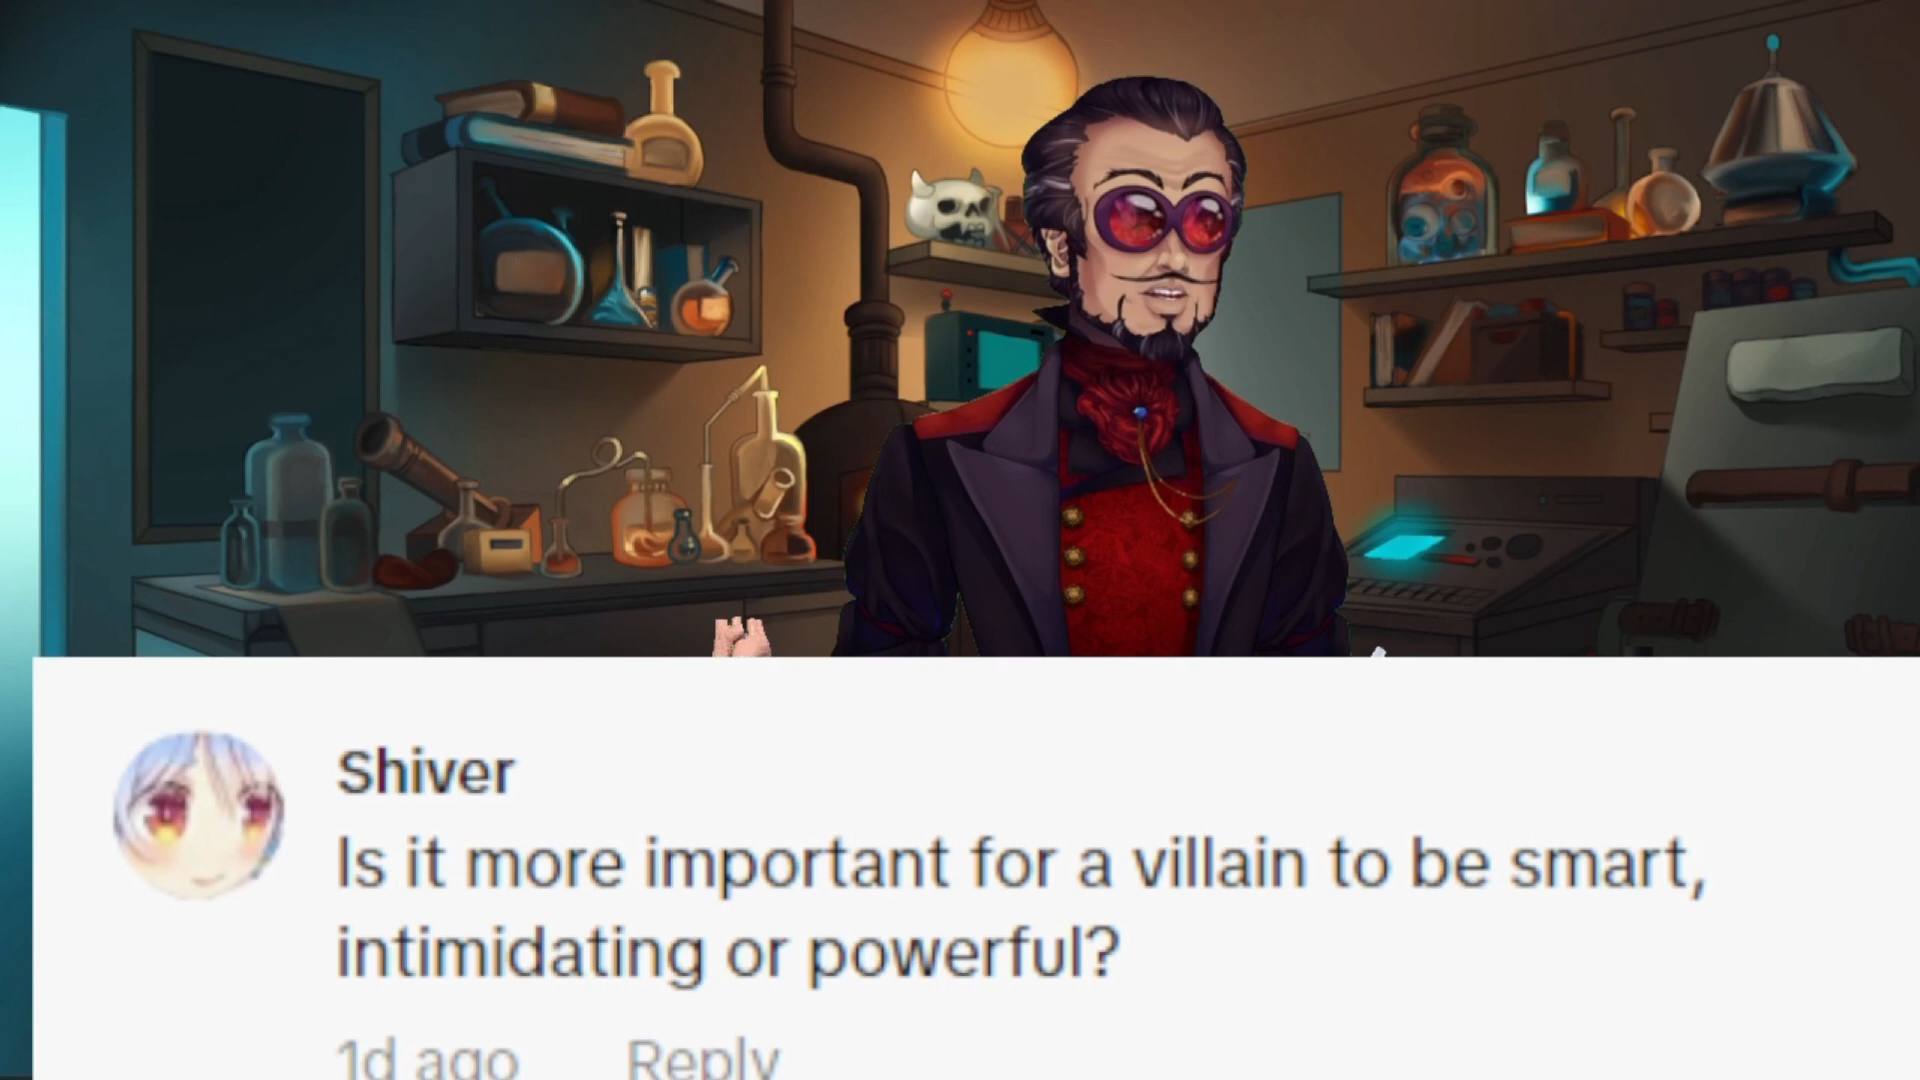 Shiver
Is it more important for a villain to be smart,
intimidating or powerful?
1d ago Reply